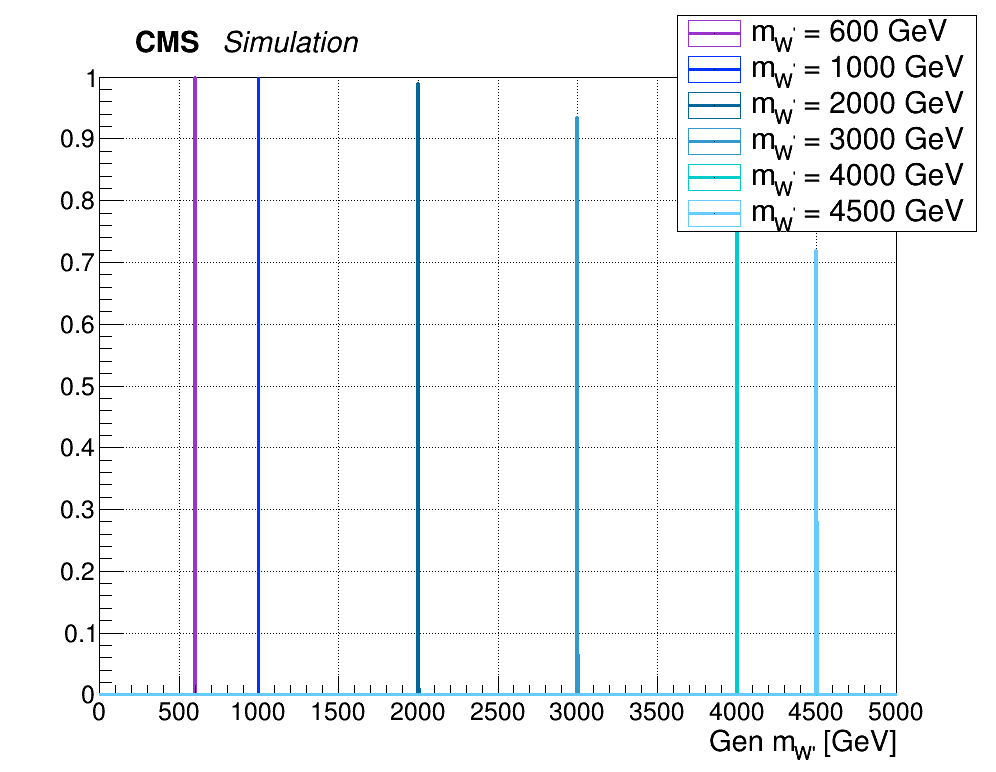 CMS Simulation
m_W' = 600 GeV
m_W' = 1000 GeV
m_W' = 2000 GeV
m_W' = 3000 GeV
m_W' = 4000 GeV
m_W' = 4500 GeV
1
0.9
0.8
0.7
0.6
0.5
0.4
0.3
0.2
0.1
0
0 500 1000 1500 2000 2500 3000 3500 4000 4500 5000
Gen m_W' [GeV]